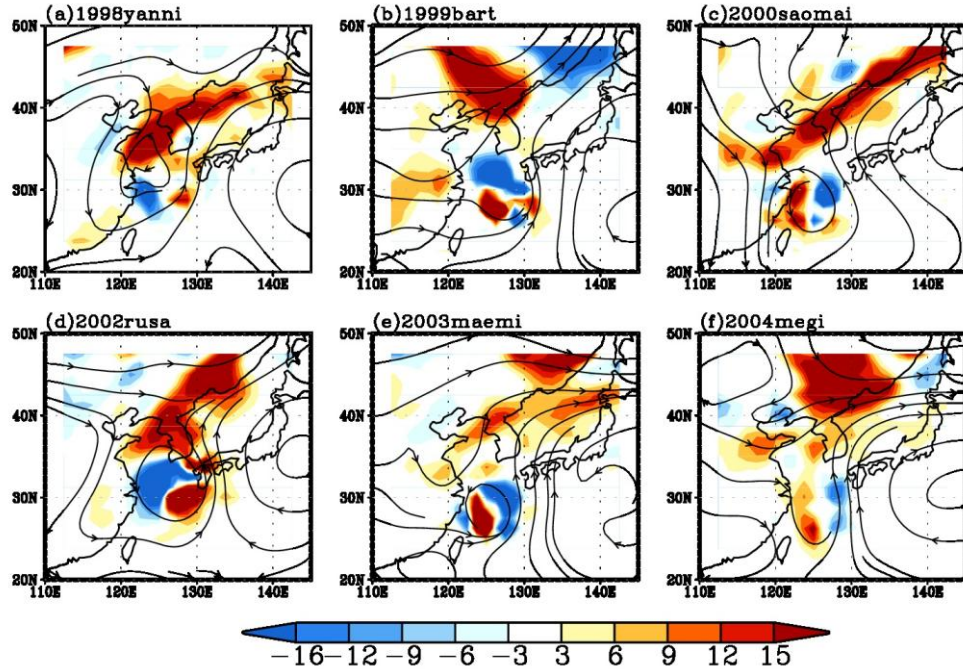 (a)1998yanni
(b)1999bart
(c)2000saomai
50N 50N 50N
40N 40N 40N
30N 30N 30N
20N 20N 20N
110E 120E 130E 140E 110E 120E 130E 140E 110E 120E 130E 140E
(d)2002rusa
(e)2003maemi
(f)2004megi
50N 50N 50N
40N 40N 40N
30N 30N 30N
20N 20N 20N
110E 120E 130E 140E 110E 120E 130E 140E 110E 120E 130E 140E
−16 −12 −9 −6 −3 3 6 9 12 15